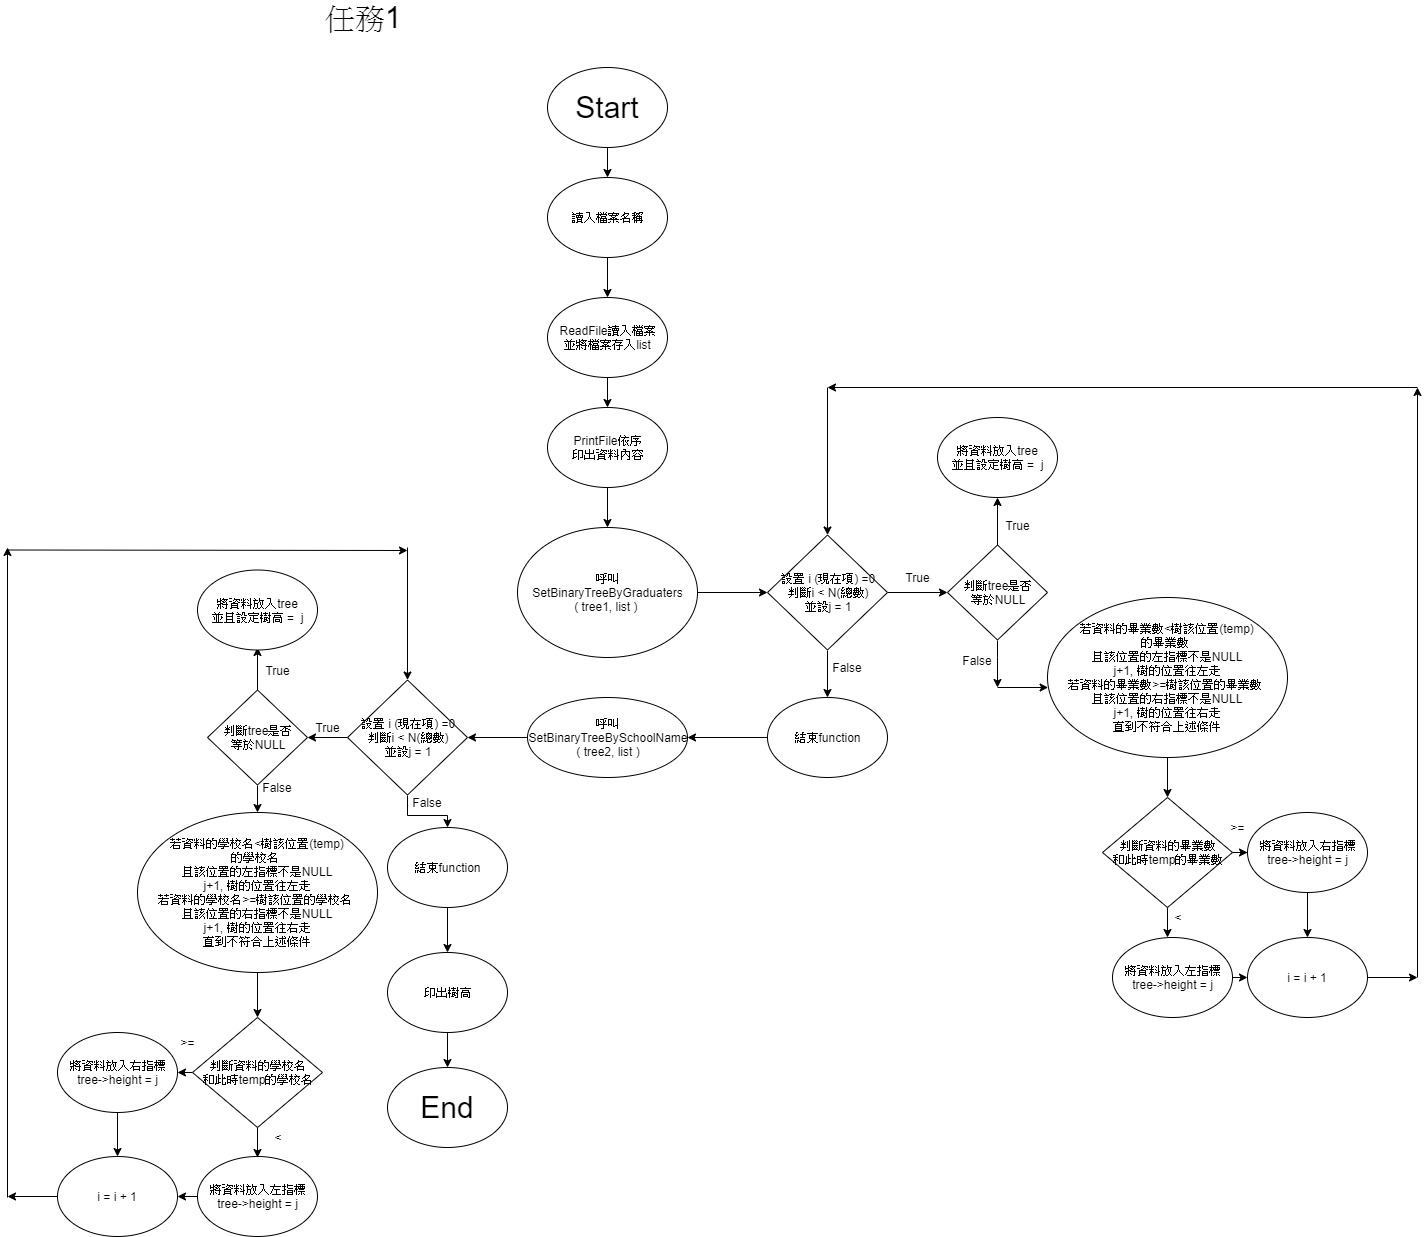 任務1
Start
讀入檔案名稱
ReadFile讀入檔案
並將檔案存入list
PrintFile依序
印出資料內容
呼叫
SetBinaryTreeByGraduaters
( tree1, list )
設置 i (現在項) =0
判斷i < N(總數)
並設j = 1
True
False
判斷tree是否
等於NULL
True
將資料放入tree
並且設定樹高 =  j
False
若資料的畢業數<樹該位置(temp)
的畢業數
且該位置的左指標不是NULL
j+1, 樹的位置往左走
若資料的畢業數>=樹該位置的畢業數
且該位置的右指標不是NULL
j+1, 樹的位置往右走
直到不符合上述條件
判斷資料的畢業數
和此時temp的畢業數
>=
將資料放入右指標
tree->height = j
<
將資料放入左指標
tree->height = j
i = i + 1
結束function
呼叫
SetBinaryTreeBySchoolName
( tree2, list )
設置 i (現在項) =0
判斷i < N(總數)
並設j = 1
True
False
判斷tree是否
等於NULL
True
將資料放入tree
並且設定樹高 =  j
False
若資料的學校名<樹該位置(temp)
的學校名
且該位置的左指標不是NULL
j+1, 樹的位置往左走
若資料的學校名>=樹該位置的學校名
且該位置的右指標不是NULL
j+1, 樹的位置往右走
直到不符合上述條件
判斷資料的學校名
和此時temp的學校名
>=
將資料放入右指標
tree->height = j
<
將資料放入左指標
tree->height = j
i = i + 1
結束function
印出樹高
End